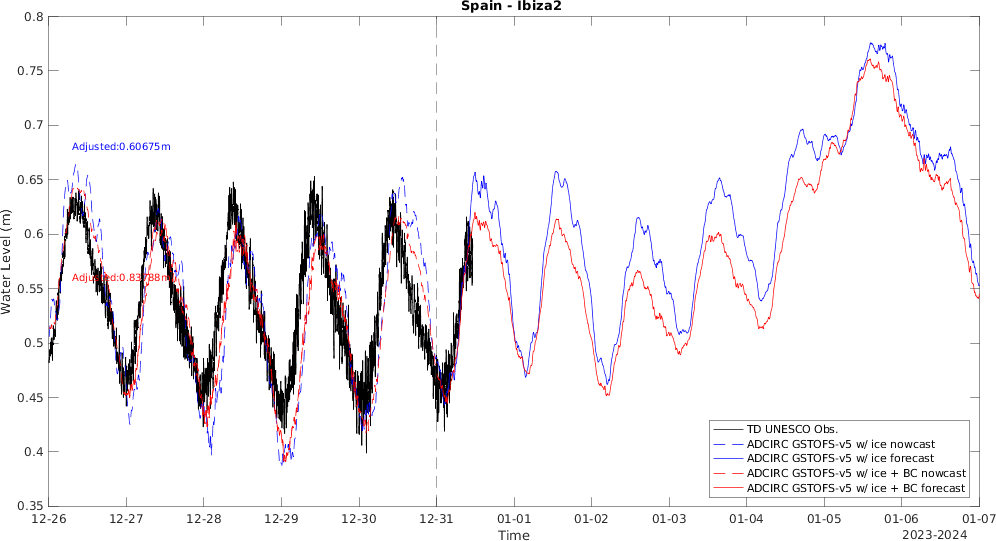 Spain - Ibiza2
0.8
0.75
0.7
0.65
0.6
0.55
0.5
0.45
0.4
0.35
Water Level (m)
Adjusted:0.60675m
Adjusted:0.83788m
TD UNESCO Obs.
ADCIRC GSTOFS-v5 w/ ice nowcast
ADCIRC GSTOFS-v5 w/ ice forecast
ADCIRC GSTOFS-v5 w/ ice + BC nowcast
ADCIRC GSTOFS-v5 w/ ice + BC forecast
12-26 12-27 12-28 12-29 12-30 12-31 01-01 01-02 01-03 01-04 01-05 01-06 01-07
Time
2023-2024